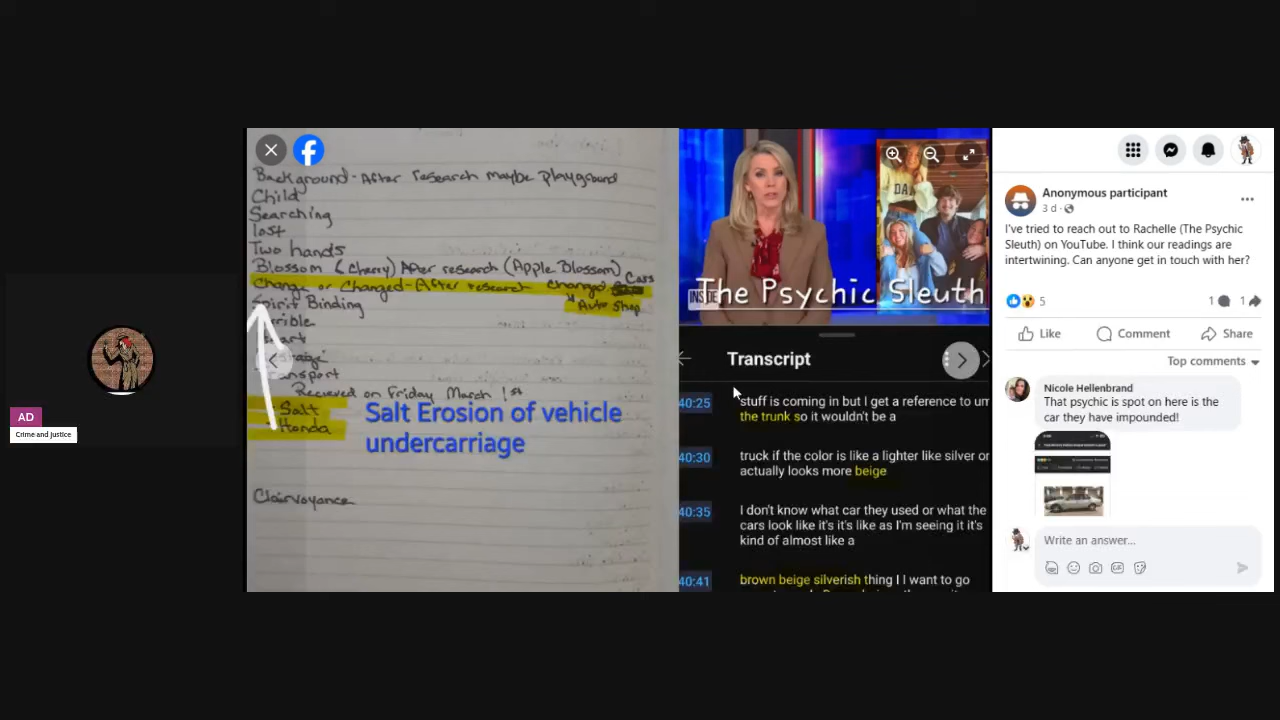 AD
Crime and Justice
Background - After research maybe playground
Child
Searching
lost
Two hands
Blossom (cherry) After research (Apple Blossom)
Change or Changed - After research changed Cars
"Auto Shop
Spirit Binding
Recieved on Friday March 1st
Salt
Honda
Clairvoyance
Salt Erosion of vehicle
undercarriage
DAN
INSIDE
The Psychic Sleuth
Transcript
40:25
stuff is coming in but I get a reference to um
the trunk so it wouldn't be a
40:30
truck if the color is like a lighter like silver or
actually looks more beige
40:35
I don't know what car they used or what the
cars look like it's it's like as I'm seeing it it's
kind of almost like a
40:41
brown beige silverish thing I I want to go
Anonymous participant
3 d
I've tried to reach out to Rachelle (The Psychic
Sleuth) on YouTube. I think our readings are
intertwining. Can anyone get in touch with her?
5
1
1
Like
Comment
Share
Top comments
Nicole Hellenbrand
That psychic is spot on here is the
car they have impounded!
Write an answer...
GIF